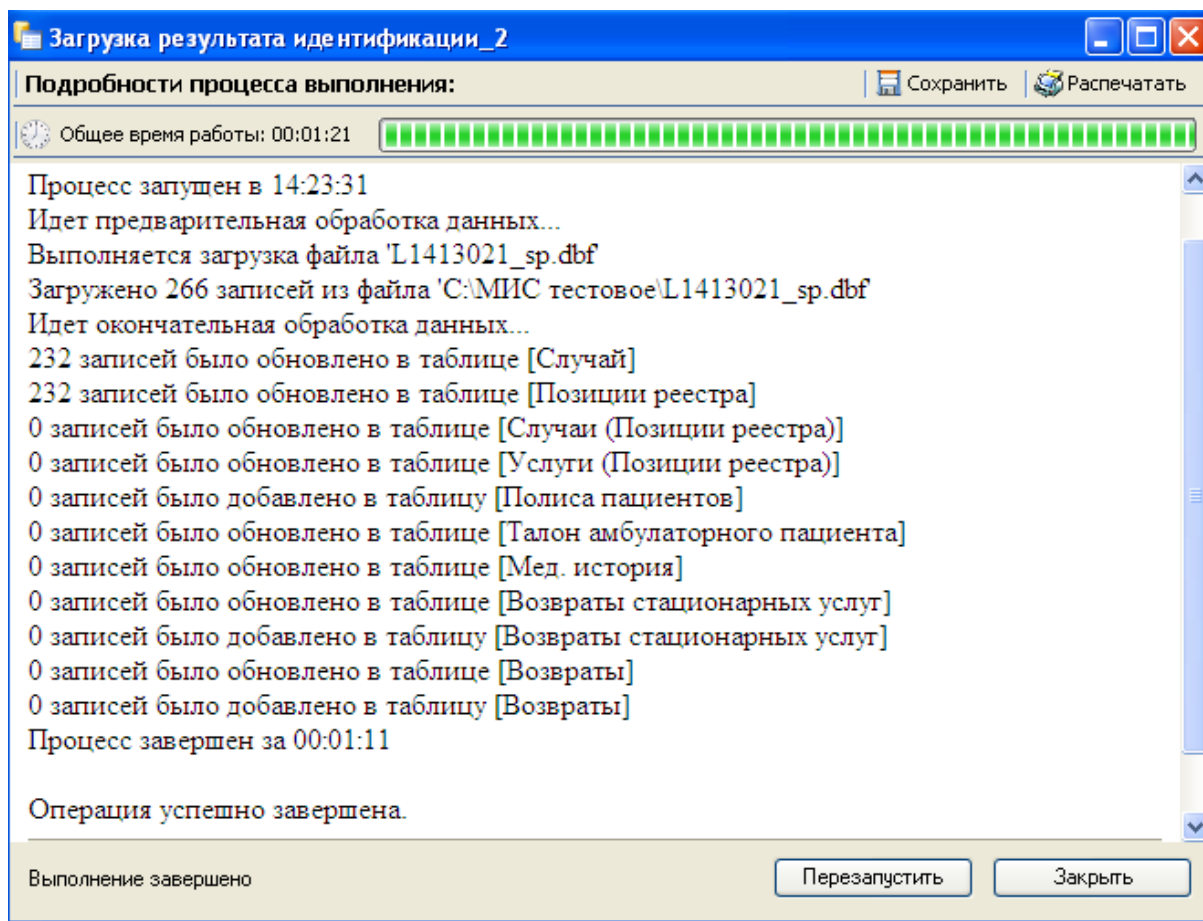 Загрузка результата идентификации_2
Подробности процесса выполнения: Сохранить Распечатать
Общее время работы: 00:01:21
Процесс запущен в 14:23:31
Идет предварительная обработка данных...
Выполняется загрузка файла 'L1413021_sp.dbf'
Загружено 266 записей из файла 'C:\МИС тестовое\L1413021_sp.dbf'
Идет окончательная обработка данных...
232 записей было обновлено в таблице [Случай]
232 записей было обновлено в таблице [Позиции реестра]
0 записей было обновлено в таблице [Случаи (Позиции реестра)]
0 записей было обновлено в таблице [Услуги (Позиции реестра)]
0 записей было добавлено в таблицу [Полиса пациентов]
0 записей было обновлено в таблице [Талон амбулаторного пациента]
0 записей было обновлено в таблице [Мед. история]
0 записей было обновлено в таблице [Возвраты стационарных услуг]
0 записей было добавлено в таблицу [Возвраты стационарных услуг]
0 записей было обновлено в таблице [Возвраты]
0 записей было добавлено в таблицу [Возвраты]
Процесс завершен за 00:01:11
Операция успешно завершена.
Выполнение завершено Перезапустить Закрыть